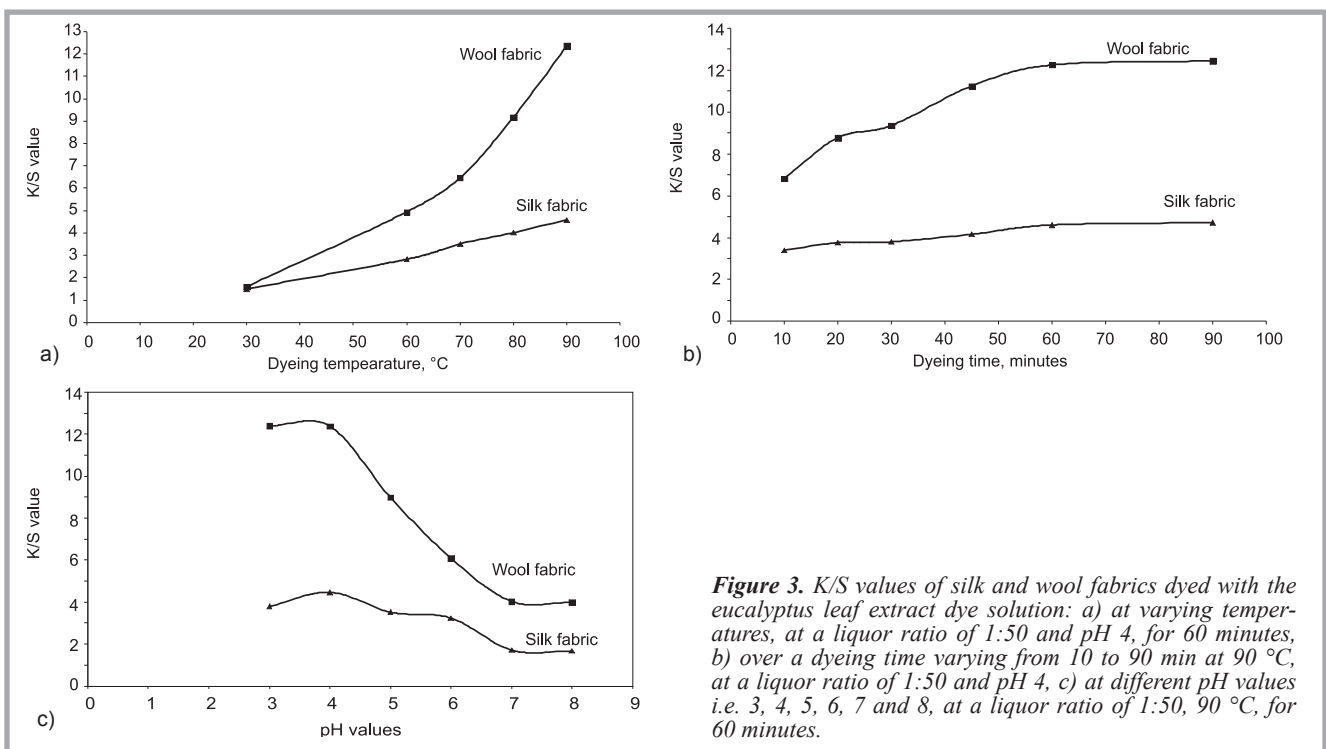 13
12
11
10
9
8
7
6
5
4
3
2
1
0
K/S value
Wool fabric
Silk fabric
0 10 20 30 40 50 60 70 80 90 100
Dyeing tempearature, °C
a)
14
12
10
8
6
4
2
0
K/S value
Wool fabric
Silk fabric
0 10 20 30 40 50 60 70 80 90 100
Dyeing time, minutes
b)
14
12
10
8
6
4
2
0
K/S value
Wool fabric
Silk fabric
0 1 2 3 4 5 6 7 8 9
pH values
c)
Figure 3. K/S values of silk and wool fabrics dyed with the
eucalyptus leaf extract dye solution: a) at varying temper-
atures, at a liquor ratio of 1:50 and pH 4, for 60 minutes,
b) over a dyeing time varying from 10 to 90 min at 90 °C,
at a liquor ratio of 1:50 and pH 4, c) at different pH values
i.e. 3, 4, 5, 6, 7 and 8, at a liquor ratio of 1:50, 90 °C, for
60 minutes.